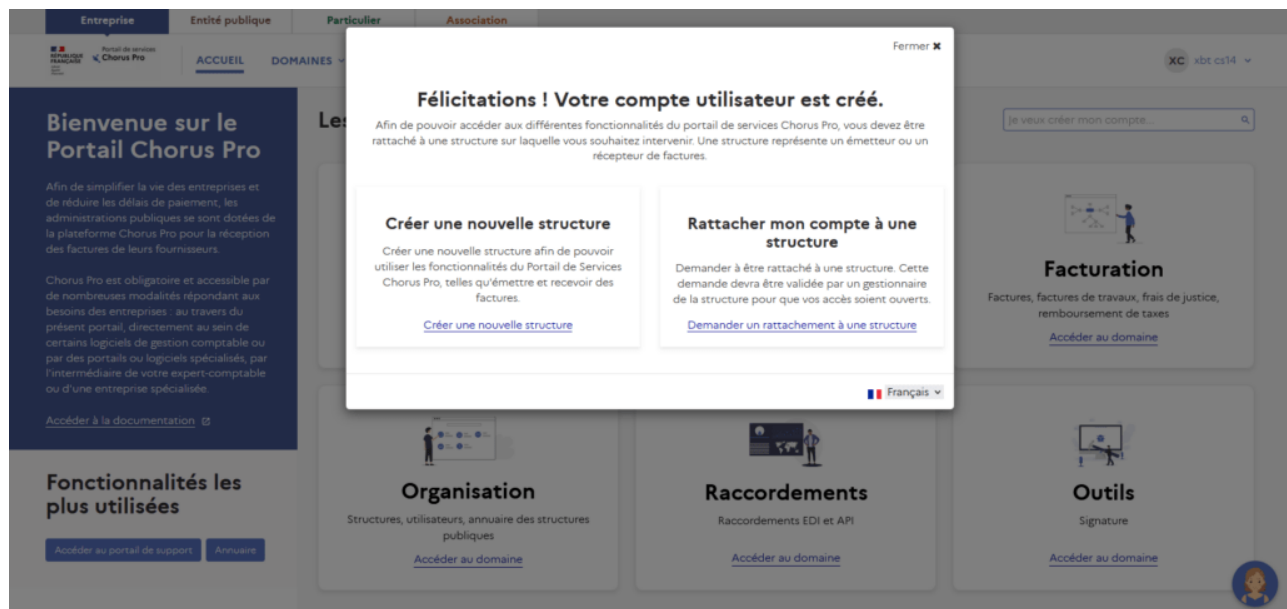 Entreprise
Entité publique
Particulier
Association
RÉPUBLIQUE
FRANÇAISE
Portail de services
Chorus Pro
ACCUEIL
DOMAINES
XC xbt cs14
Fermer ✖
Félicitations ! Votre compte utilisateur est créé.
Afin de pouvoir accéder aux différentes fonctionnalités du portail de services Chorus Pro, vous devez être
rattaché à une structure sur laquelle vous souhaitez intervenir. Une structure représente un émetteur ou un
récepteur de factures.
Créer une nouvelle structure
Créer une nouvelle structure afin de pouvoir
utiliser les fonctionnalités du Portail de Services
Chorus Pro, telles qu'émettre et recevoir des
factures.
Créer une nouvelle structure
Rattacher mon compte à une
structure
Demander à être rattaché à une structure. Cette
demande devra être validée par un gestionnaire
de la structure pour que vos accès soient ouverts.
Demander un rattachement à une structure
Français
Bienvenue sur le
Portail Chorus Pro
Afin de simplifier la vie des entreprises et
de réduire les délais de paiement, les
administrations publiques se sont dotées de
la plateforme Chorus Pro pour la réception
des factures de leurs fournisseurs.
Chorus Pro est obligatoire et accessible par
de nombreuses modalités répondant aux
besoins des entreprises : au travers du
présent portail, directement au sein de
certains logiciels de gestion comptable ou
par des portails ou logiciels spécialisés, par
l'intermédiaire de votre expert-comptable
ou d'une entreprise spécialisée
Accéder à la documentation
Fonctionnalités les
plus utilisées
Accéder au portail de support
Annuaire
Je veux créer mon compte...
Facturation
Factures, factures de travaux, frais de justice,
remboursement de taxes
Accéder au domaine
Organisation
Structures, utilisateurs, annuaire des structures
publiques
Accéder au domaine
Raccordements
Raccordements EDI et API
Accéder au domaine
Outils
Signature
Accéder au domaine